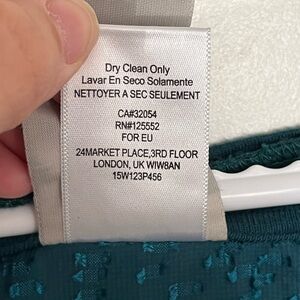 Dry Clean Only
Lavar En Seco Solamente
NETTOYER A SEC SEULEMENT
CA#32054
RN#125552
FOR EU
24MARKET PLACE,3RD FLOOR
LONDON, UK WIW8AN
15W123P456